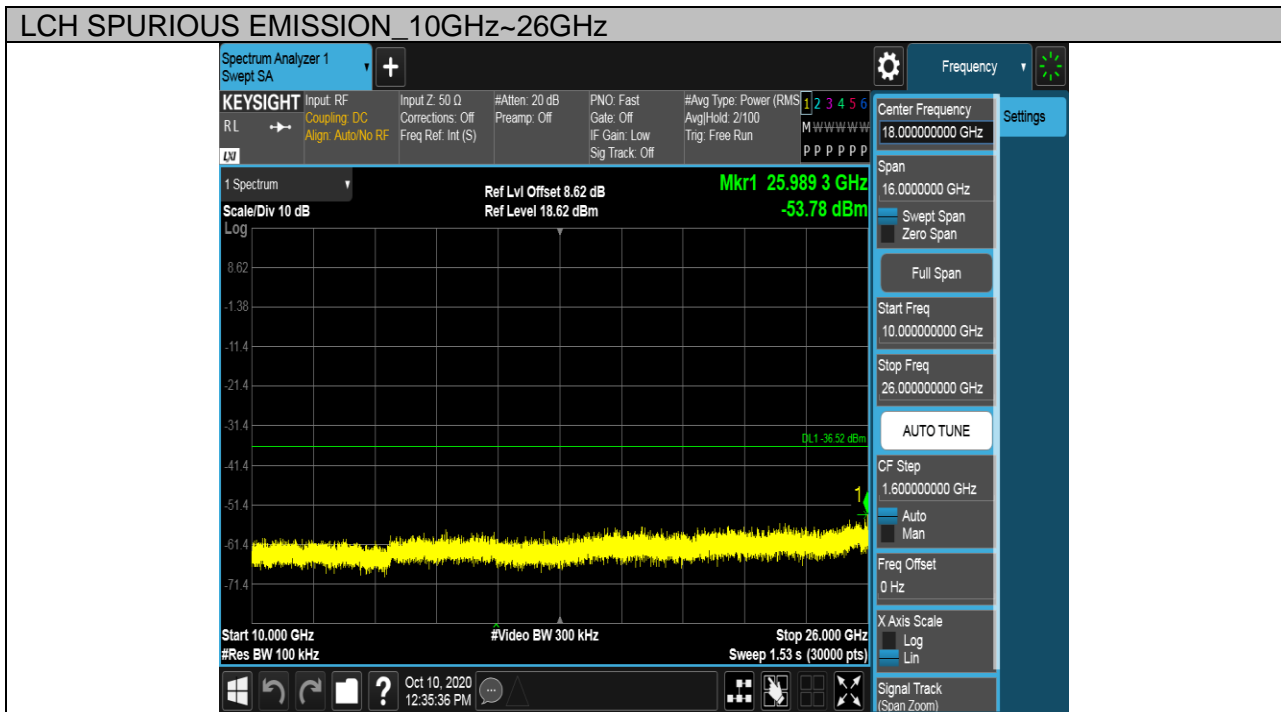 LCH SPURIOUS EMISSION_10GHz~26GHz
Spectrum Analyzer 1
Swept SA
Frequency
KEYSIGHT
RL
LXI
Input: RF
Coupling: DC
Align: Auto/No RF
Input Z: 50 Ω
Corrections: Off
Freq Ref: Int (S)
#Atten: 20 dB
Preamp: Off
PNO: Fast
Gate: Off
IF Gain: Low
Sig Track: Off
#Avg Type: Power (RMS
Avg|Hold: 2/100
Trig: Free Run
1 2 3 4 5 6
M W W W W W
P P P P P P
1 Spectrum
Scale/Div 10 dB
Ref Lvl Offset 8.62 dB
Ref Level 18.62 dBm
Mkr1 25.989 3 GHz
-53.78 dBm
Log
8.62
-1.38
-11.4
-21.4
-31.4
-41.4
-51.4
-61.4
-71.4
DL1 -36.52 dBm
1
Start 10.000 GHz
#Res BW 100 kHz
#Video BW 300 kHz
Stop 26.000 GHz
Sweep 1.53 s (30000 pts)
Center Frequency
18.000000000 GHz
Settings
Span
16.0000000 GHz
Swept Span
Zero Span
Full Span
Start Freq
10.000000000 GHz
Stop Freq
26.000000000 GHz
AUTO TUNE
CF Step
1.600000000 GHz
Auto
Man
Freq Offset
0 Hz
X Axis Scale
Log
Lin
Signal Track
(Span Zoom)
?
Oct 10, 2020
12:35:36 PM